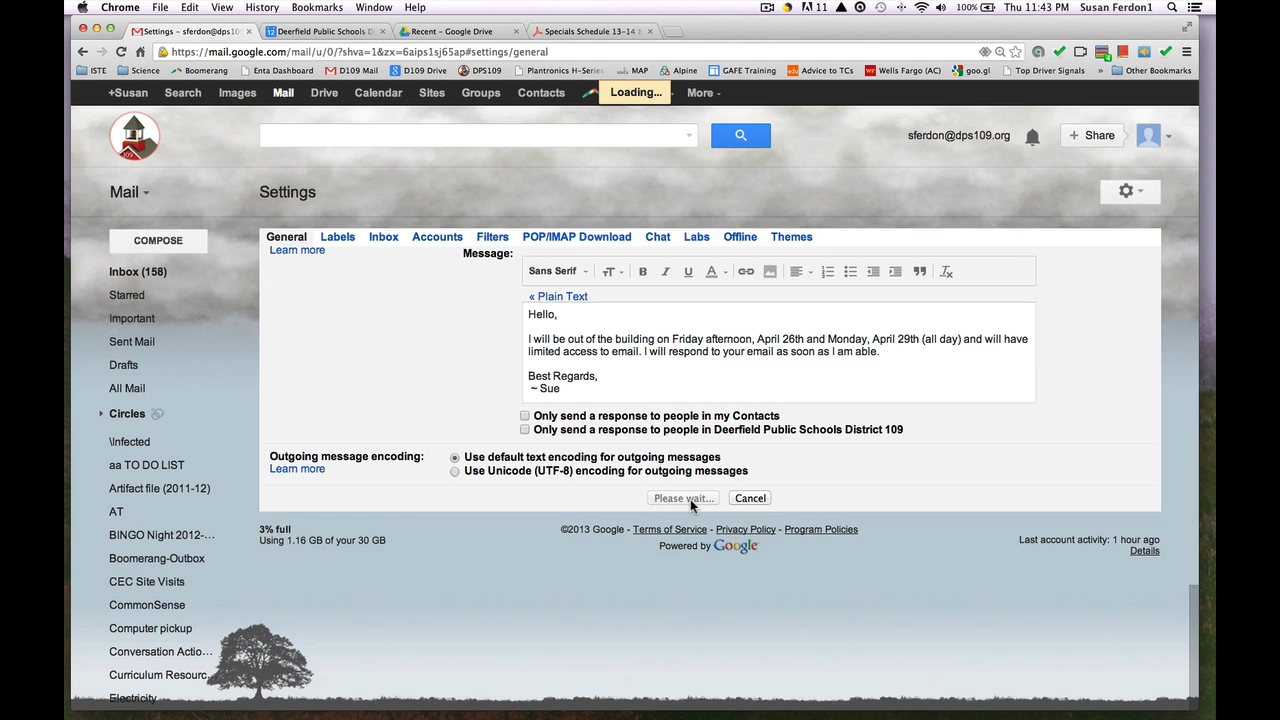 Chrome File Edit View History Bookmarks Window Help 11 100% Thu 11:43 PM Susan Ferdon1
Settings - sferdon@dps10 Deerfield Public Schools D Recent - Google Drive Specials Schedule 13-14 &
https://mail.google.com/mail/u/0/?shva=1&zx=6aips1sj65ap#settings/general
ISTE Science Boomerang Enta Dashboard D109 Mail D109 Drive DPS109 Plantronics H-Series MAP Alpine GAFE Training Advice to TCs Wells Fargo (AC) goo.gl Top Driver Signals » Other Bookmarks
+Susan Search Images Mail Drive Calendar Sites Groups Contacts Loading... More
109
sferdon@dps109.org + Share
Mail Settings
COMPOSE
General Labels Inbox Accounts Filters POP/IMAP Download Chat Labs Offline Themes
Learn more
Message:
Sans Serif B I U A
« Plain Text
Hello,
I will be out of the building on Friday afternoon, April 26th and Monday, April 29th (all day) and will have
limited access to email. I will respond to your email as soon as I am able.
Best Regards,
~ Sue
Only send a response to people in my Contacts
Only send a response to people in Deerfield Public Schools District 109
Outgoing message encoding:
Learn more
Use default text encoding for outgoing messages
Use Unicode (UTF-8) encoding for outgoing messages
Please wait... Cancel
3% full
Using 1.16 GB of your 30 GB
©2013 Google - Terms of Service - Privacy Policy - Program Policies
Powered by Google
Last account activity: 1 hour ago
Details
Inbox (158)
Starred
Important
Sent Mail
Drafts
All Mail
Circles
\Infected
aa TO DO LIST
Artifact file (2011-12)
AT
BINGO Night 2012-...
Boomerang-Outbox
CEC Site Visits
CommonSense
Computer pickup
Conversation Actio...
Curriculum Resourc...
Electricity